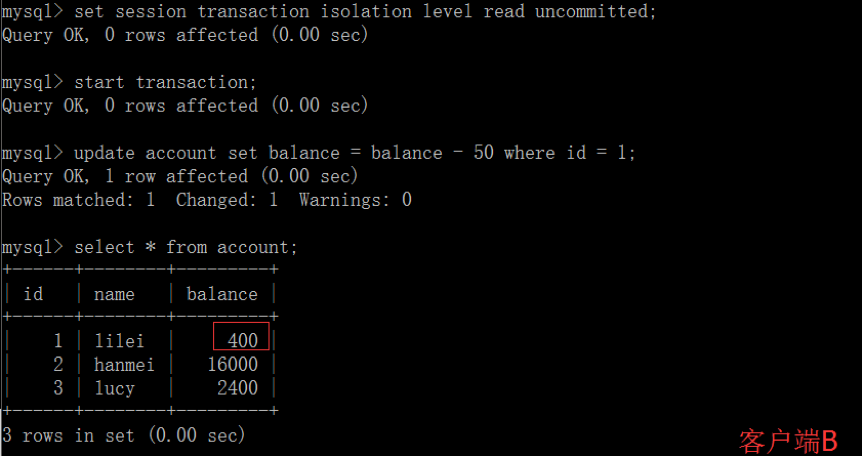 mysql> set session transaction isolation level read uncommitted;
Query OK, 0 rows affected (0.00 sec)
mysql> start transaction;
Query OK, 0 rows affected (0.00 sec)
mysql> update account set balance = balance - 50 where id = 1;
Query OK, 1 row affected (0.00 sec)
Rows matched: 1  Changed: 1  Warnings: 0
mysql> select * from account;
+------+--------+---------+
| id   | name   | balance |
+------+--------+---------+
|    1 | lilei  |     400 |
|    2 | hanmei |   16000 |
|    3 | lucy   |    2400 |
+------+--------+---------+
3 rows in set (0.00 sec)
客户端B